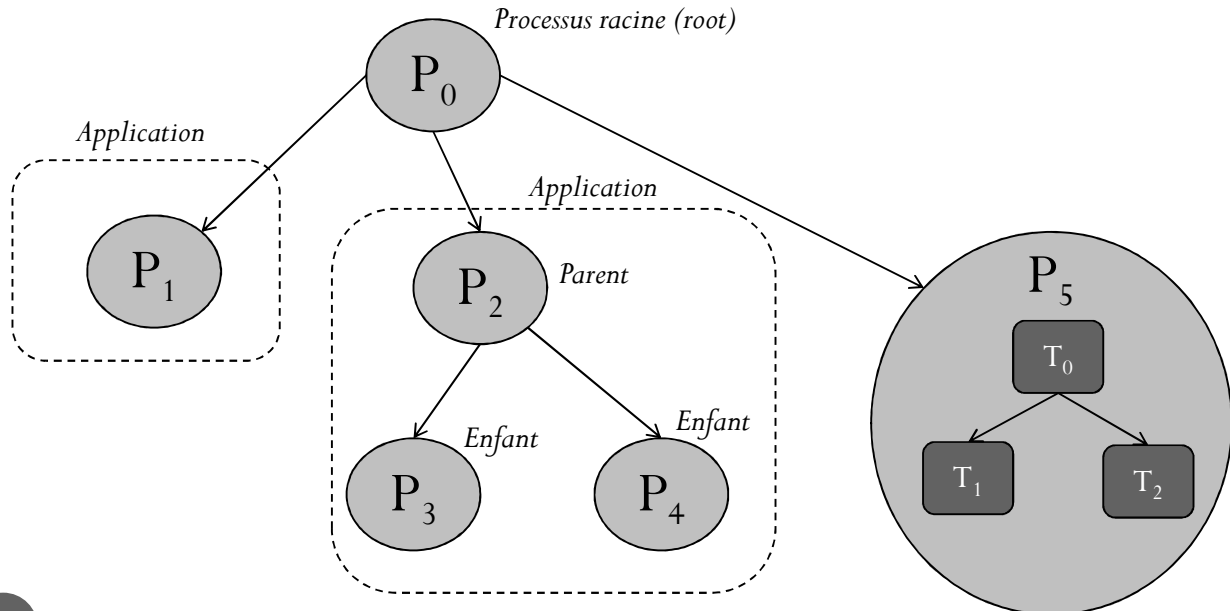 Processus racine (root)
P₀
Application
Application
P₁
P₂
Parent
P₅
T₀
Enfant
Enfant
P₃
P₄
T₁
T₂